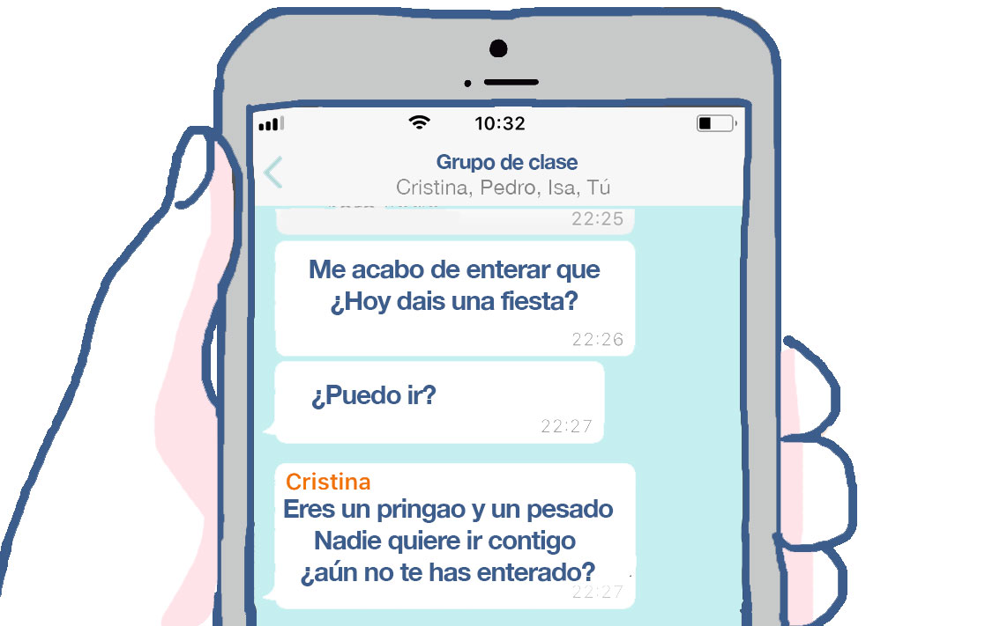 10:32
Grupo de clase
Cristina, Pedro, Isa, Tú
22:25
Me acabo de enterar que
¿Hoy dais una fiesta?
22:26
¿Puedo ir?
22:27
Cristina
Eres un pringao y un pesado
Nadie quiere ir contigo
¿aún no te has enterado?
22:27